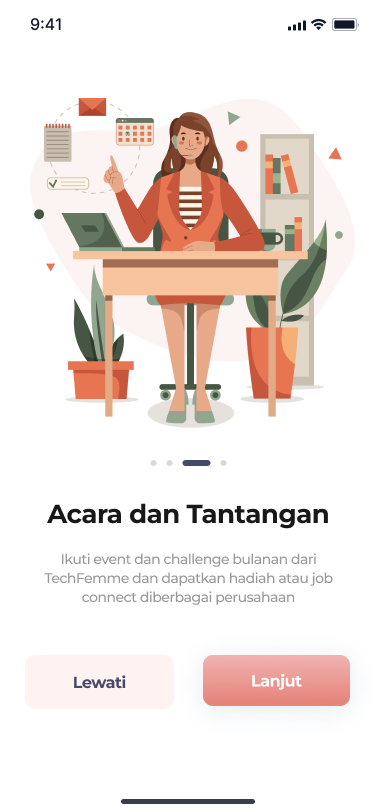 9:41
Acara dan Tantangan
Ikuti event dan challenge bulanan dari
TechFemme dan dapatkan hadiah atau job
connect diberbagai perusahaan
Lewati
Lanjut